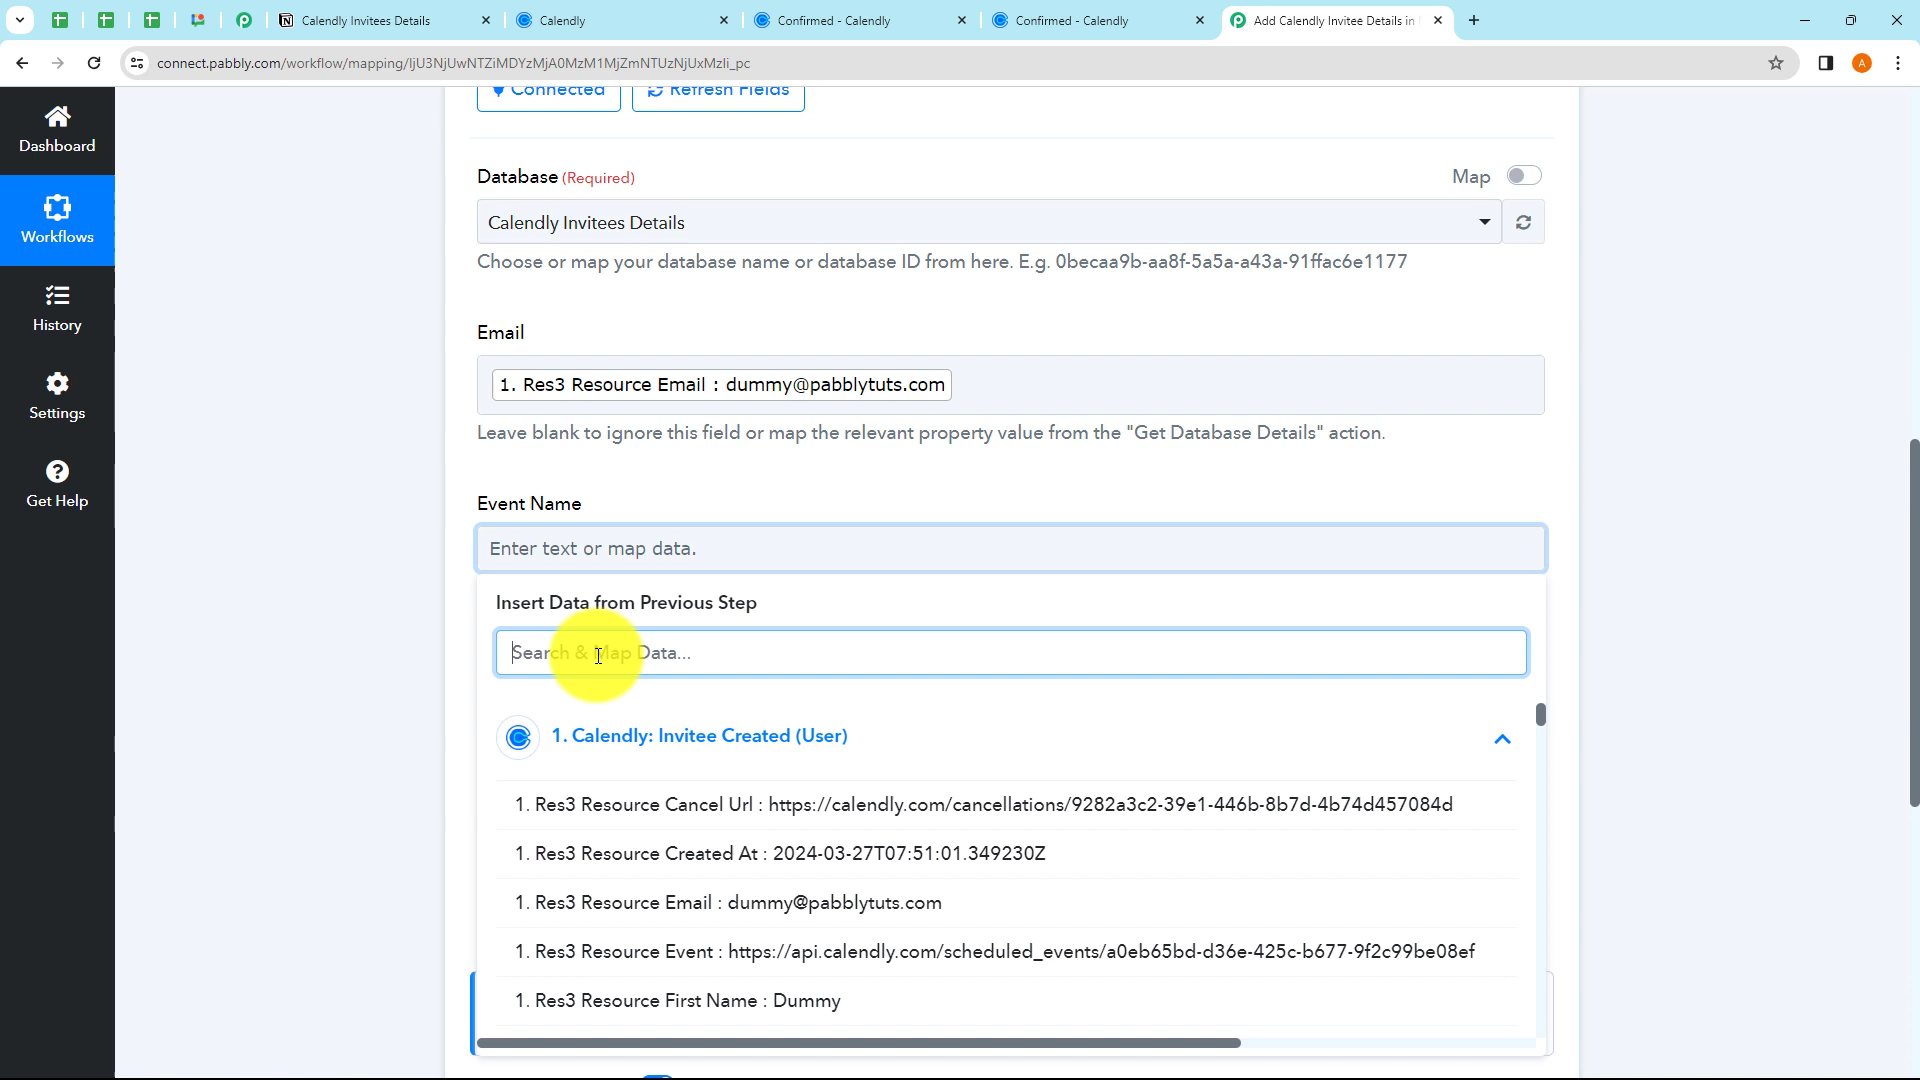 Calendly Invitees Details
Calendly
Confirmed - Calendly
Confirmed - Calendly
Add Calendly Invitee Details in
connect.pabbly.com/workflow/mapping/IjU3NjUwNTZiMDYzMjA0MzM1MjZmNTUzNjUxMzIi_pc
A
Dashboard
Workflows
History
Settings
Get Help
Connected
Refresh Fields
Database (Required)
Map
Calendly Invitees Details
Choose or map your database name or database ID from here. E.g. 0becaa9b-aa8f-5a5a-a43a-91ffac6e1177
Email
1. Res3 Resource Email : dummy@pabblytuts.com
Leave blank to ignore this field or map the relevant property value from the "Get Database Details" action.
Event Name
Enter text or map data.
Insert Data from Previous Step
Search & Map Data...
1. Calendly: Invitee Created (User)
1. Res3 Resource Cancel Url : https://calendly.com/cancellations/9282a3c2-39e1-446b-8b7d-4b74d457084d
1. Res3 Resource Created At : 2024-03-27T07:51:01.349230Z
1. Res3 Resource Email : dummy@pabblytuts.com
1. Res3 Resource Event : https://api.calendly.com/scheduled_events/a0eb65bd-d36e-425c-b677-9f2c99be08ef
1. Res3 Resource First Name : Dummy